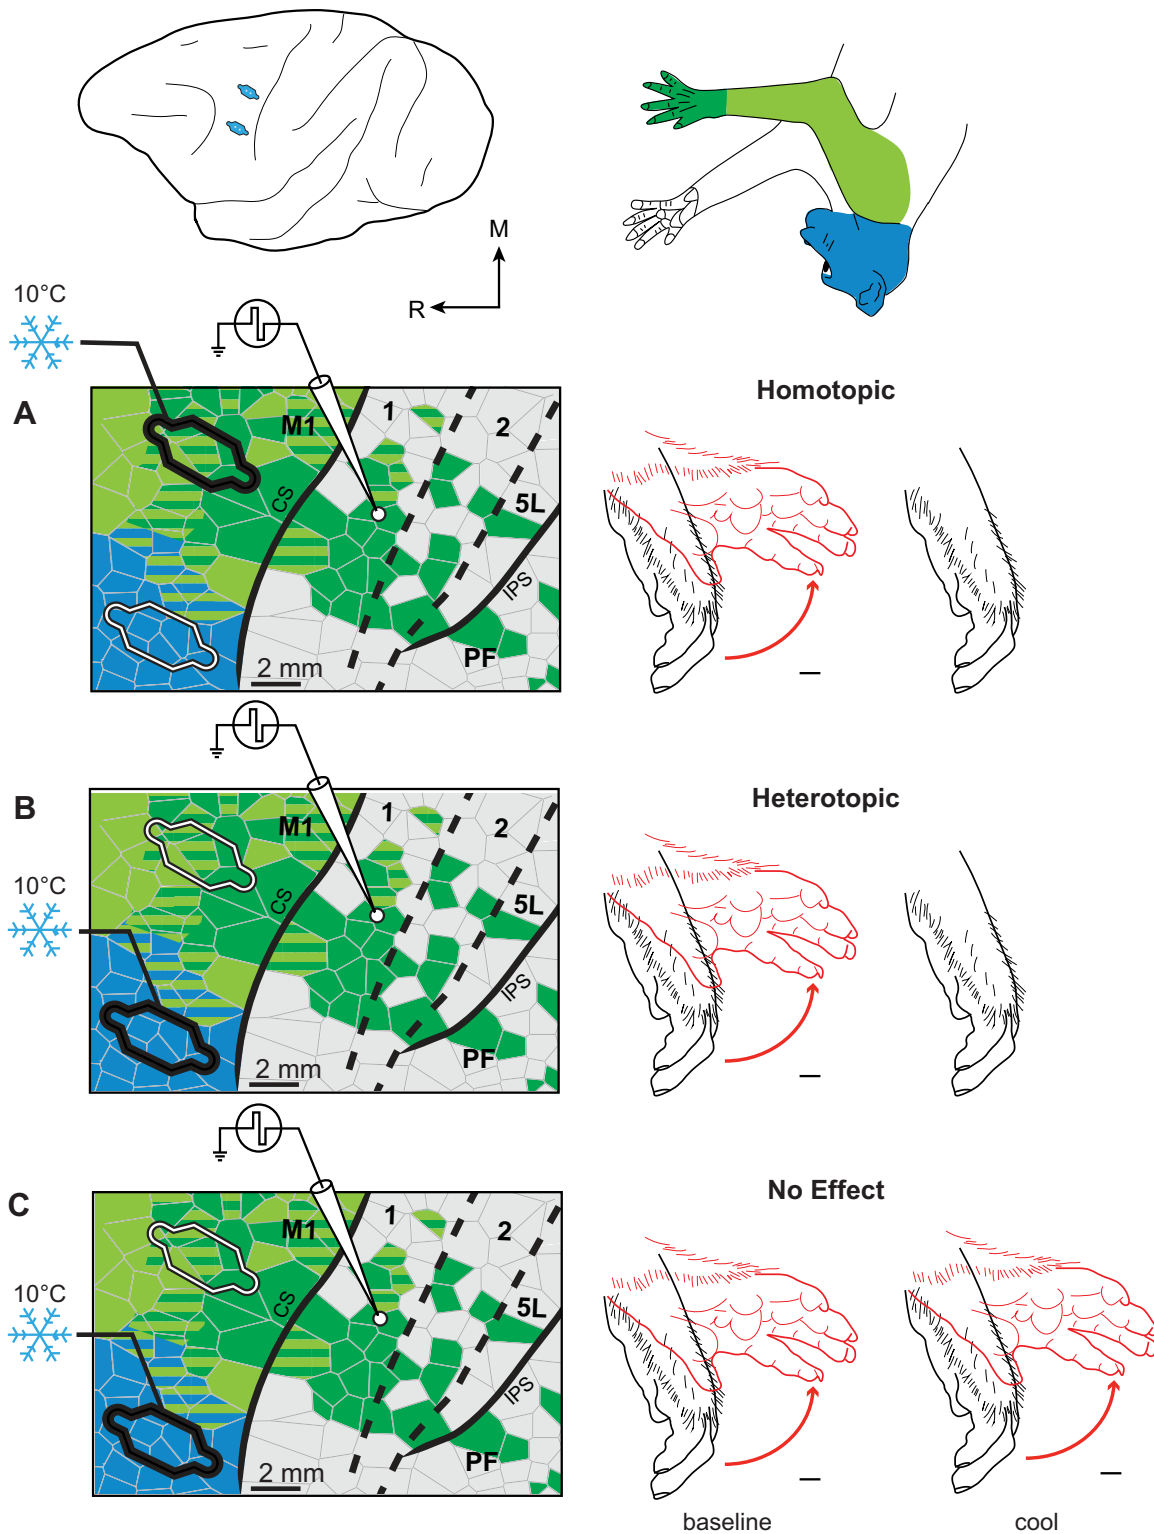 M
R
10°C
A
M1
1
2
CS
5L
IPS
PF
2 mm
Homotopic
B
10°C
M1
1
2
CS
5L
IPS
PF
2 mm
Heterotopic
C
10°C
M1
1
2
CS
5L
IPS
PF
2 mm
No Effect
baseline
cool